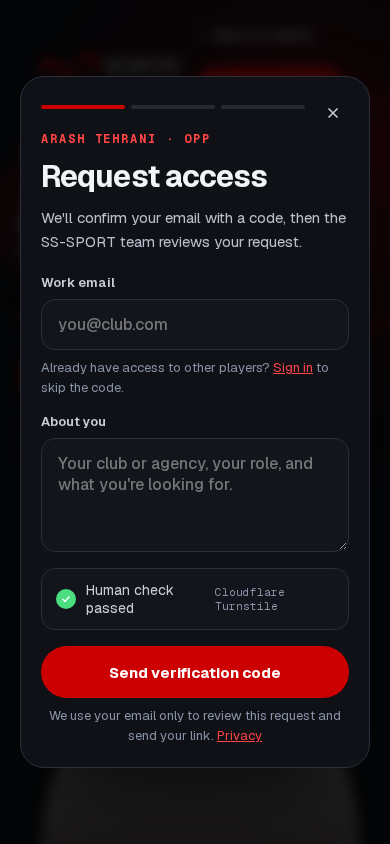 ARASH TEHRANI · OPP
Request access
We'll confirm your email with a code, then the
SS-SPORT team reviews your request.
Work email
you@club.com
Already have access to other players? Sign in to
skip the code.
About you
Your club or agency, your role, and
what you're looking for.
Human check
passed
Cloudflare
Turnstile
Send verification code
We use your email only to review this request and
send your link. Privacy